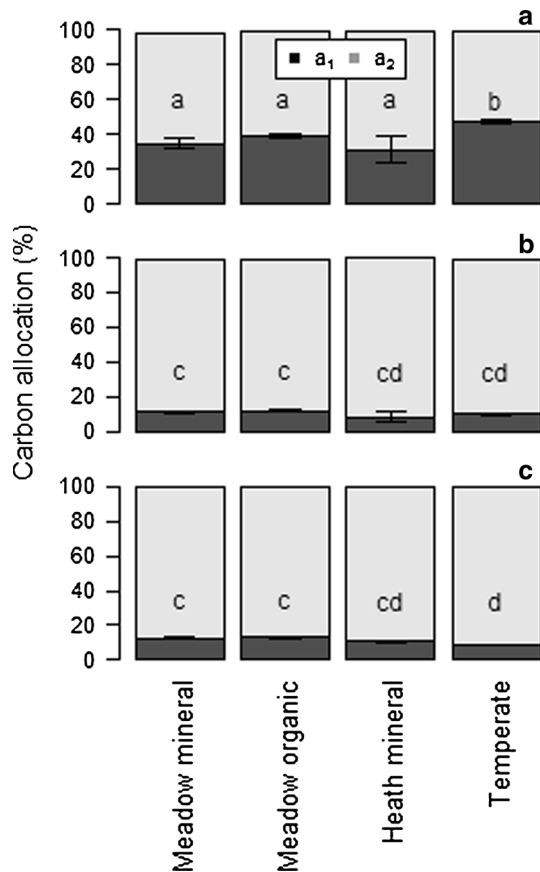 a
100
80
60
40
20
0
a₁ a₂
a a a b
b
100
80
60
40
20
0
c c cd cd
c
100
80
60
40
20
0
c c cd d
Carbon allocation (%)
Meadow mineral
Meadow organic
Heath mineral
Temperate